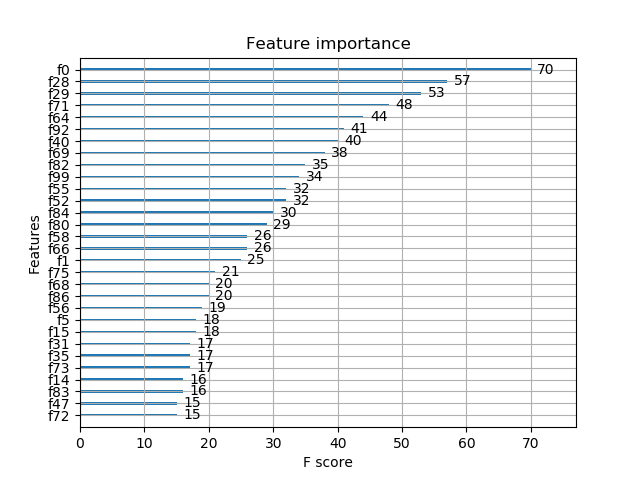 Feature importance
f0 70
f28 57
f29 53
f71 48
f64 44
f92 41
f40 40
f69 38
f82 35
f99 34
f55 32
f52 32
f84 30
f80 29
f58 26
f66 26
f1 25
f75 21
f68 20
f86 20
f56 19
f5 18
f15 18
f31 17
f35 17
f73 17
f14 16
f83 16
f47 15
f72 15
Features
0 10 20 30 40 50 60 70
F score